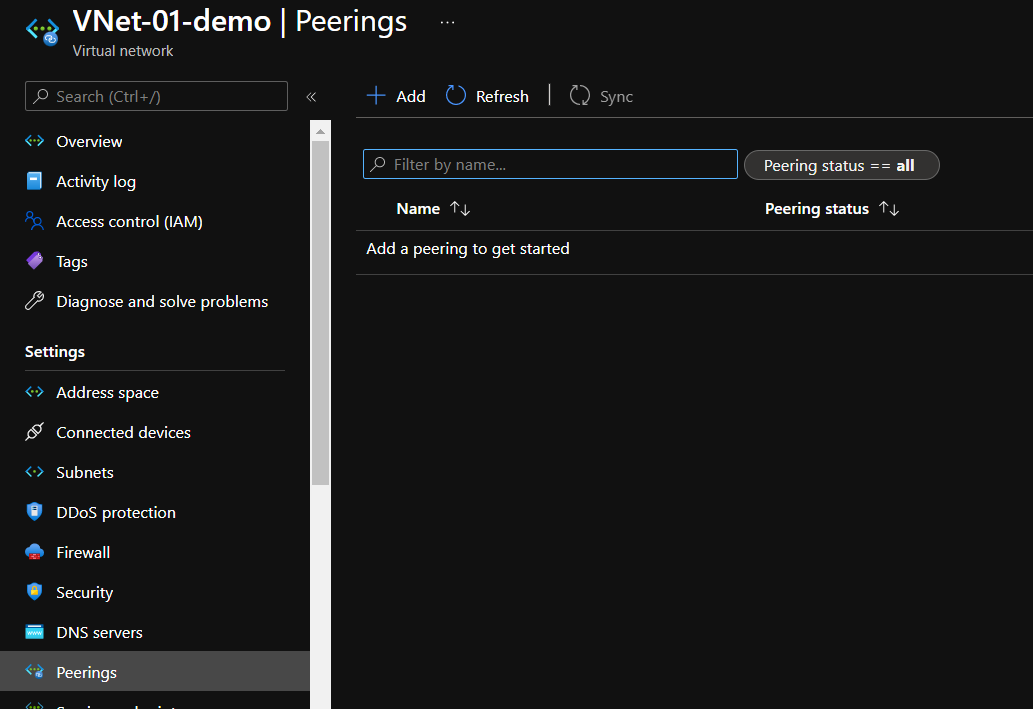 VNet-01-demo | Peerings ...
Virtual network
Search (Ctrl+/)
«
Overview
Activity log
Access control (IAM)
Tags
Diagnose and solve problems
Settings
Address space
Connected devices
Subnets
DDoS protection
Firewall
Security
DNS servers
Peerings
Add Refresh | Sync
Filter by name...
Peering status == all
Name ↑↓ Peering status ↑↓
Add a peering to get started